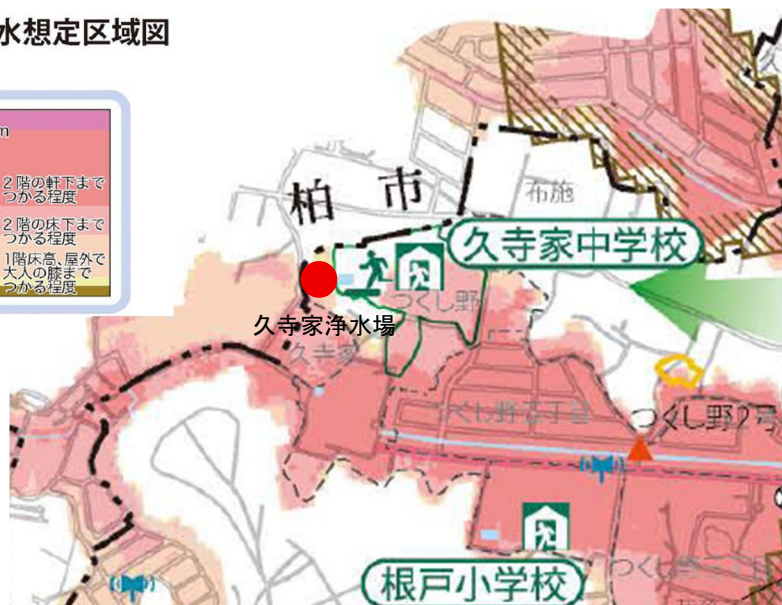 水想定区域図
m
2階の軒下まで
つかる程度
2階の床下まで
つかる程度
1階床高、屋外で
大人の膝まで
つかる程度
柏市
布施
久寺家中学校
つくし野
久寺家浄水場
久寺家
つくし野五丁目
つくし野2号
根戸小学校